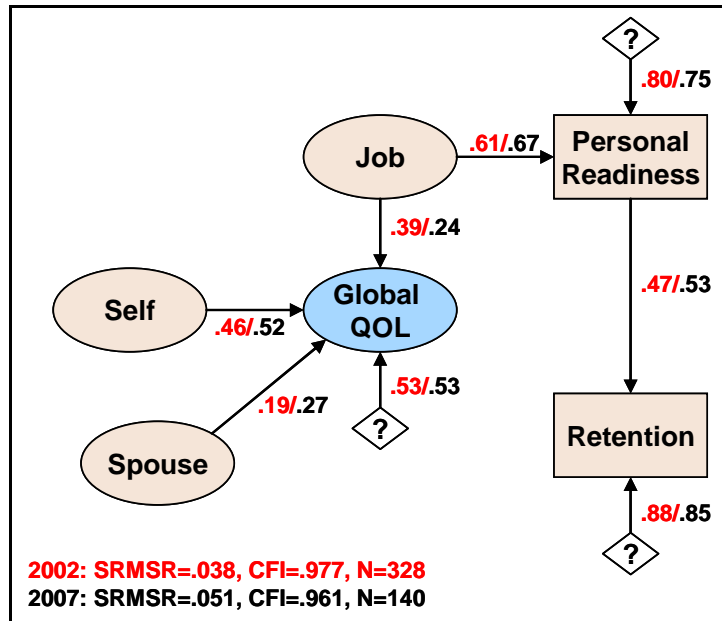 ?
.80/.75
Job
.61/.67
Personal
Readiness
.39/.24
Self
.46/.52
Global
QOL
.47/.53
.19/.27
.53/.53
?
Spouse
Retention
.88/.85
?
2002: SRMSR=.038, CFI=.977, N=328
2007: SRMSR=.051, CFI=.961, N=140